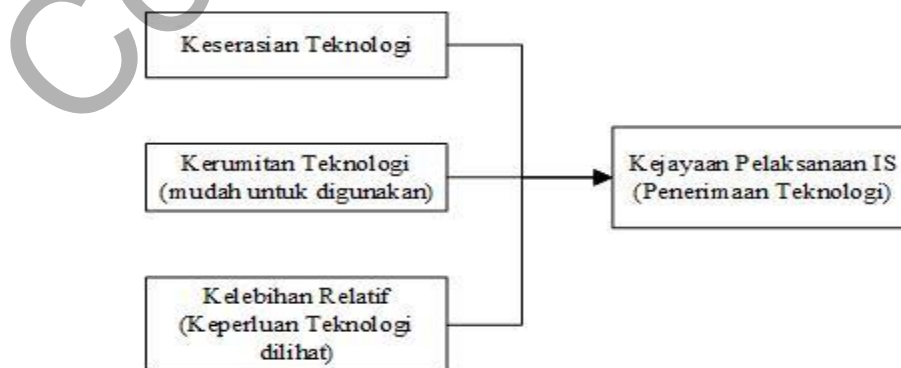 Keserasian Teknologi
Kerumitan Teknologi
(mudah untuk digunakan)
Kelebihan Relatif
(Keperluan Teknologi
dilihat)
Kejayaan Pelaksanaan IS
(Penerimaan Teknologi)